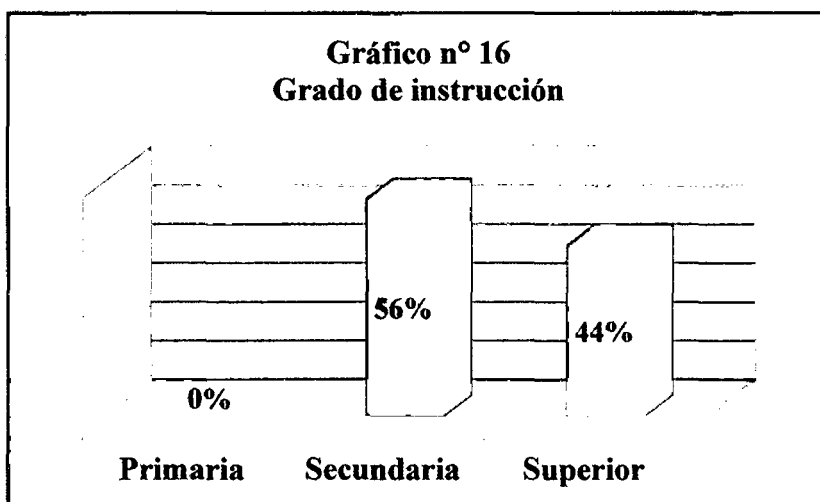 Gráfico n° 16
Grado de instrucción
56%
44%
0%
Primaria Secundaria Superior